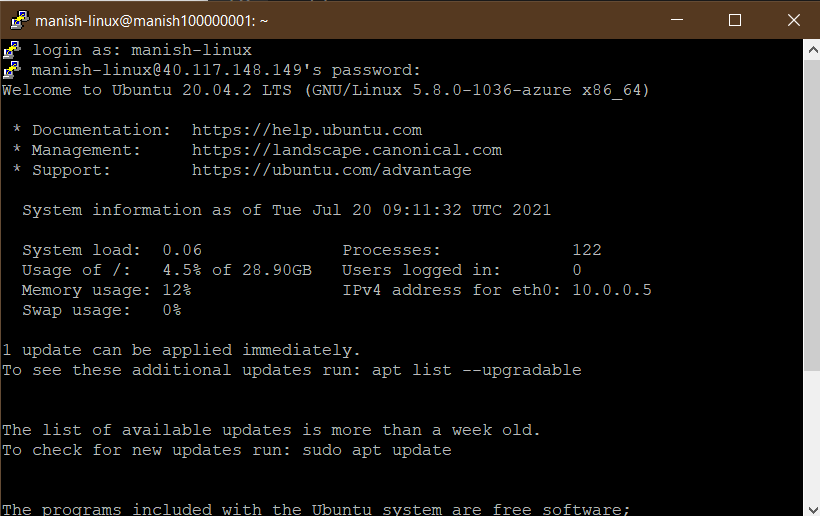 manish-linux@manish100000001: ~
login as: manish-linux
manish-linux@40.117.148.149's password:
Welcome to Ubuntu 20.04.2 LTS (GNU/Linux 5.8.0-1036-azure x86_64)
* Documentation:  https://help.ubuntu.com
* Management:     https://landscape.canonical.com
* Support:        https://ubuntu.com/advantage
System information as of Tue Jul 20 09:11:32 UTC 2021
System load:  0.06              Processes:             122
Usage of /:   4.5% of 28.90GB   Users logged in:       0
Memory usage: 12%               IPv4 address for eth0: 10.0.0.5
Swap usage:   0%
1 update can be applied immediately.
To see these additional updates run: apt list --upgradable
The list of available updates is more than a week old.
To check for new updates run: sudo apt update
The programs included with the Ubuntu system are free software;